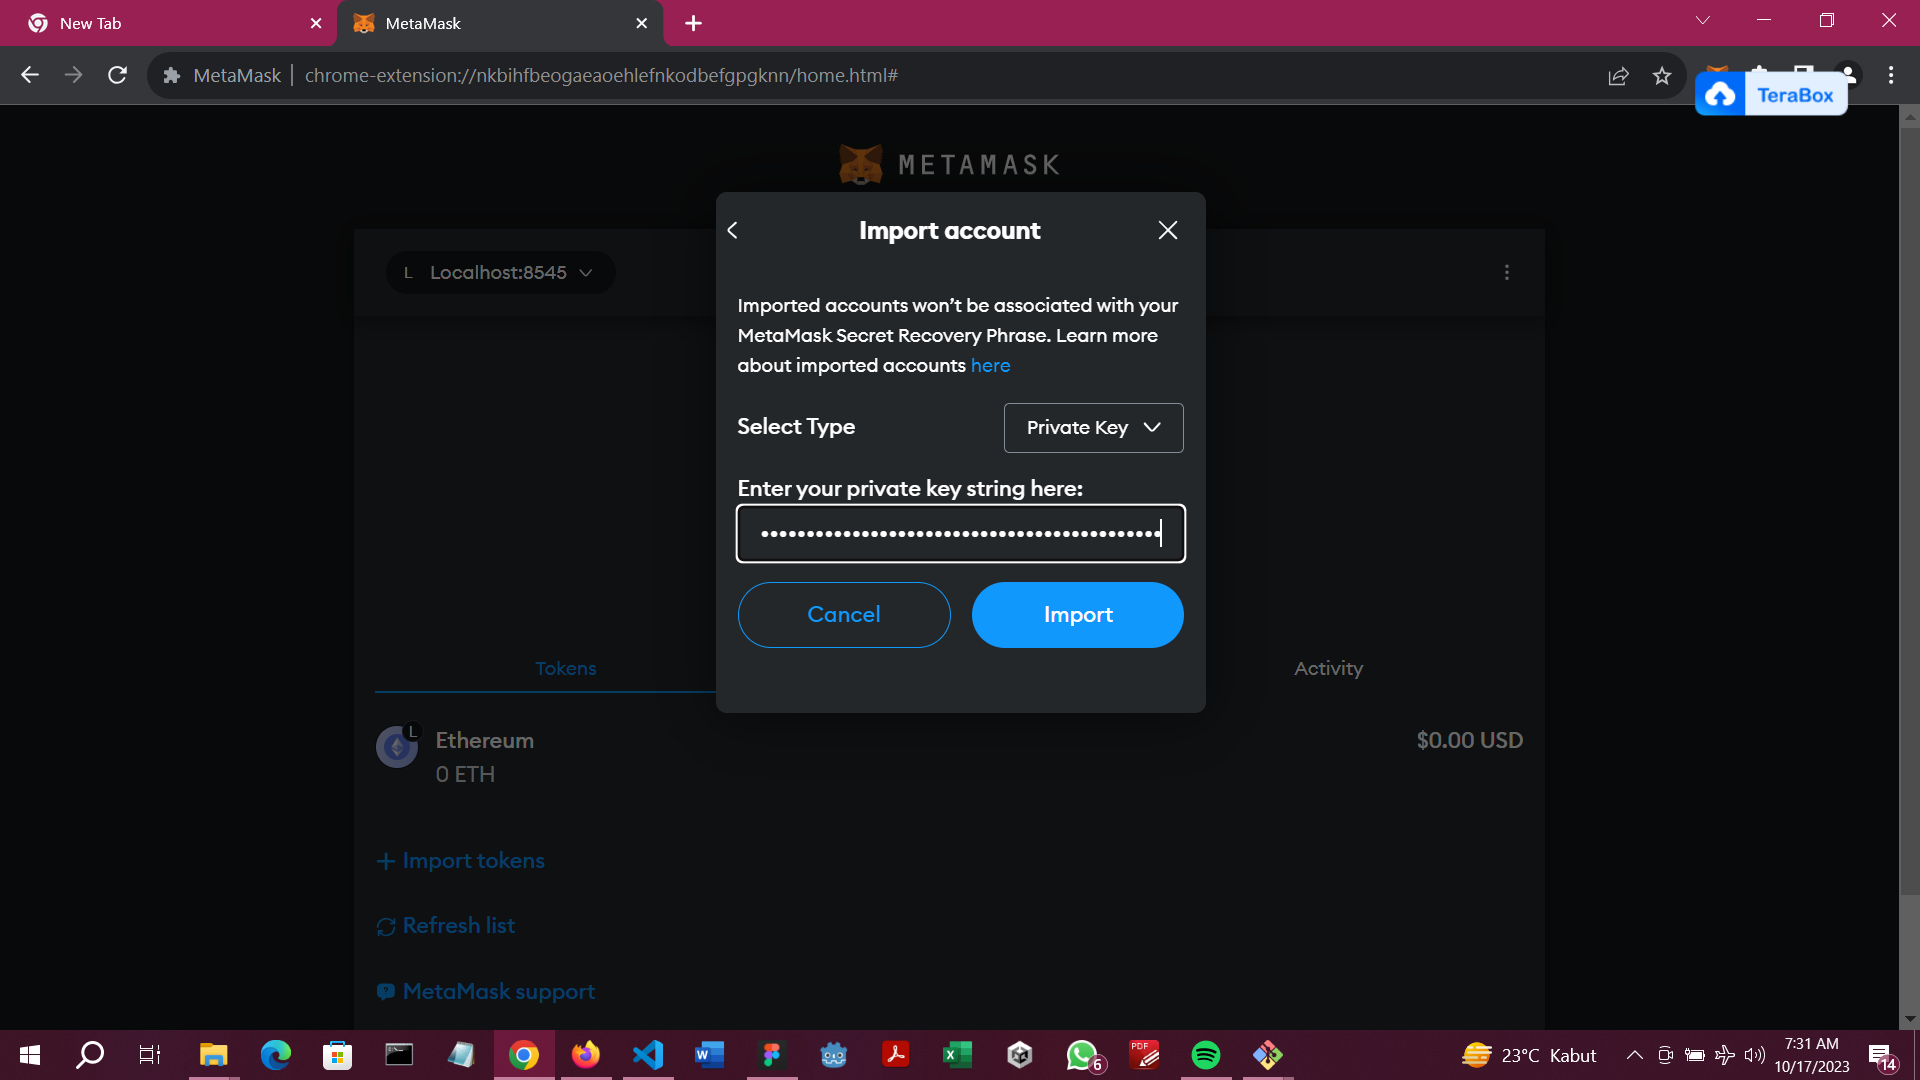 New Tab
MetaMask
MetaMask
chrome-extension://nkbihfbeogaeaoehlefnkodbefgpgknn/home.html#
TeraBox
METAMASK
Import account
L Localhost:8545
Imported accounts won’t be associated with your
MetaMask Secret Recovery Phrase. Learn more
about imported accounts here
Select Type
Private Key
Enter your private key string here:
Cancel
Import
Tokens
Activity
L
Ethereum
$0.00 USD
0 ETH
Import tokens
Refresh list
MetaMask support
W
X
6
PDF
23°C Kabut
7:31 AM
10/17/2023
14